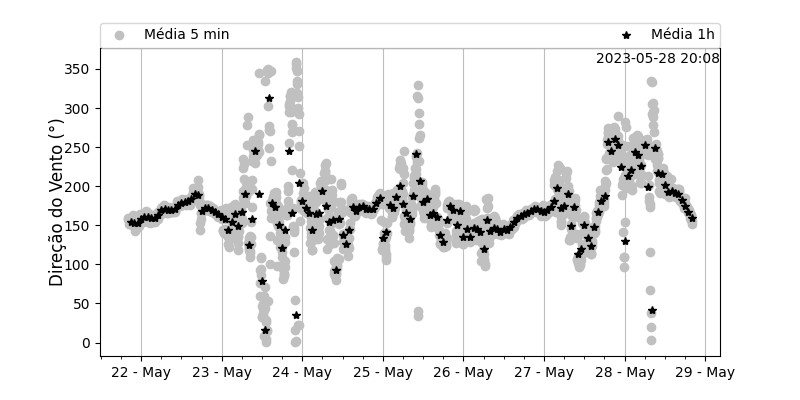 Média 5 min
Média 1h
2023-05-28 20:08
Direção do Vento (°)
350
300
250
200
150
100
50
0
22 - May
23 - May
24 - May
25 - May
26 - May
27 - May
28 - May
29 - May